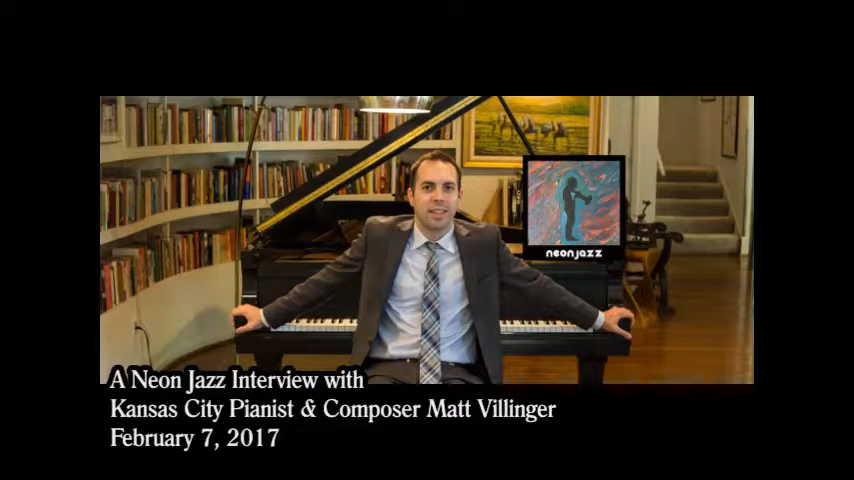 neonjazz
A Neon Jazz Interview with
Kansas City Pianist & Composer Matt Villinger
February 7, 2017